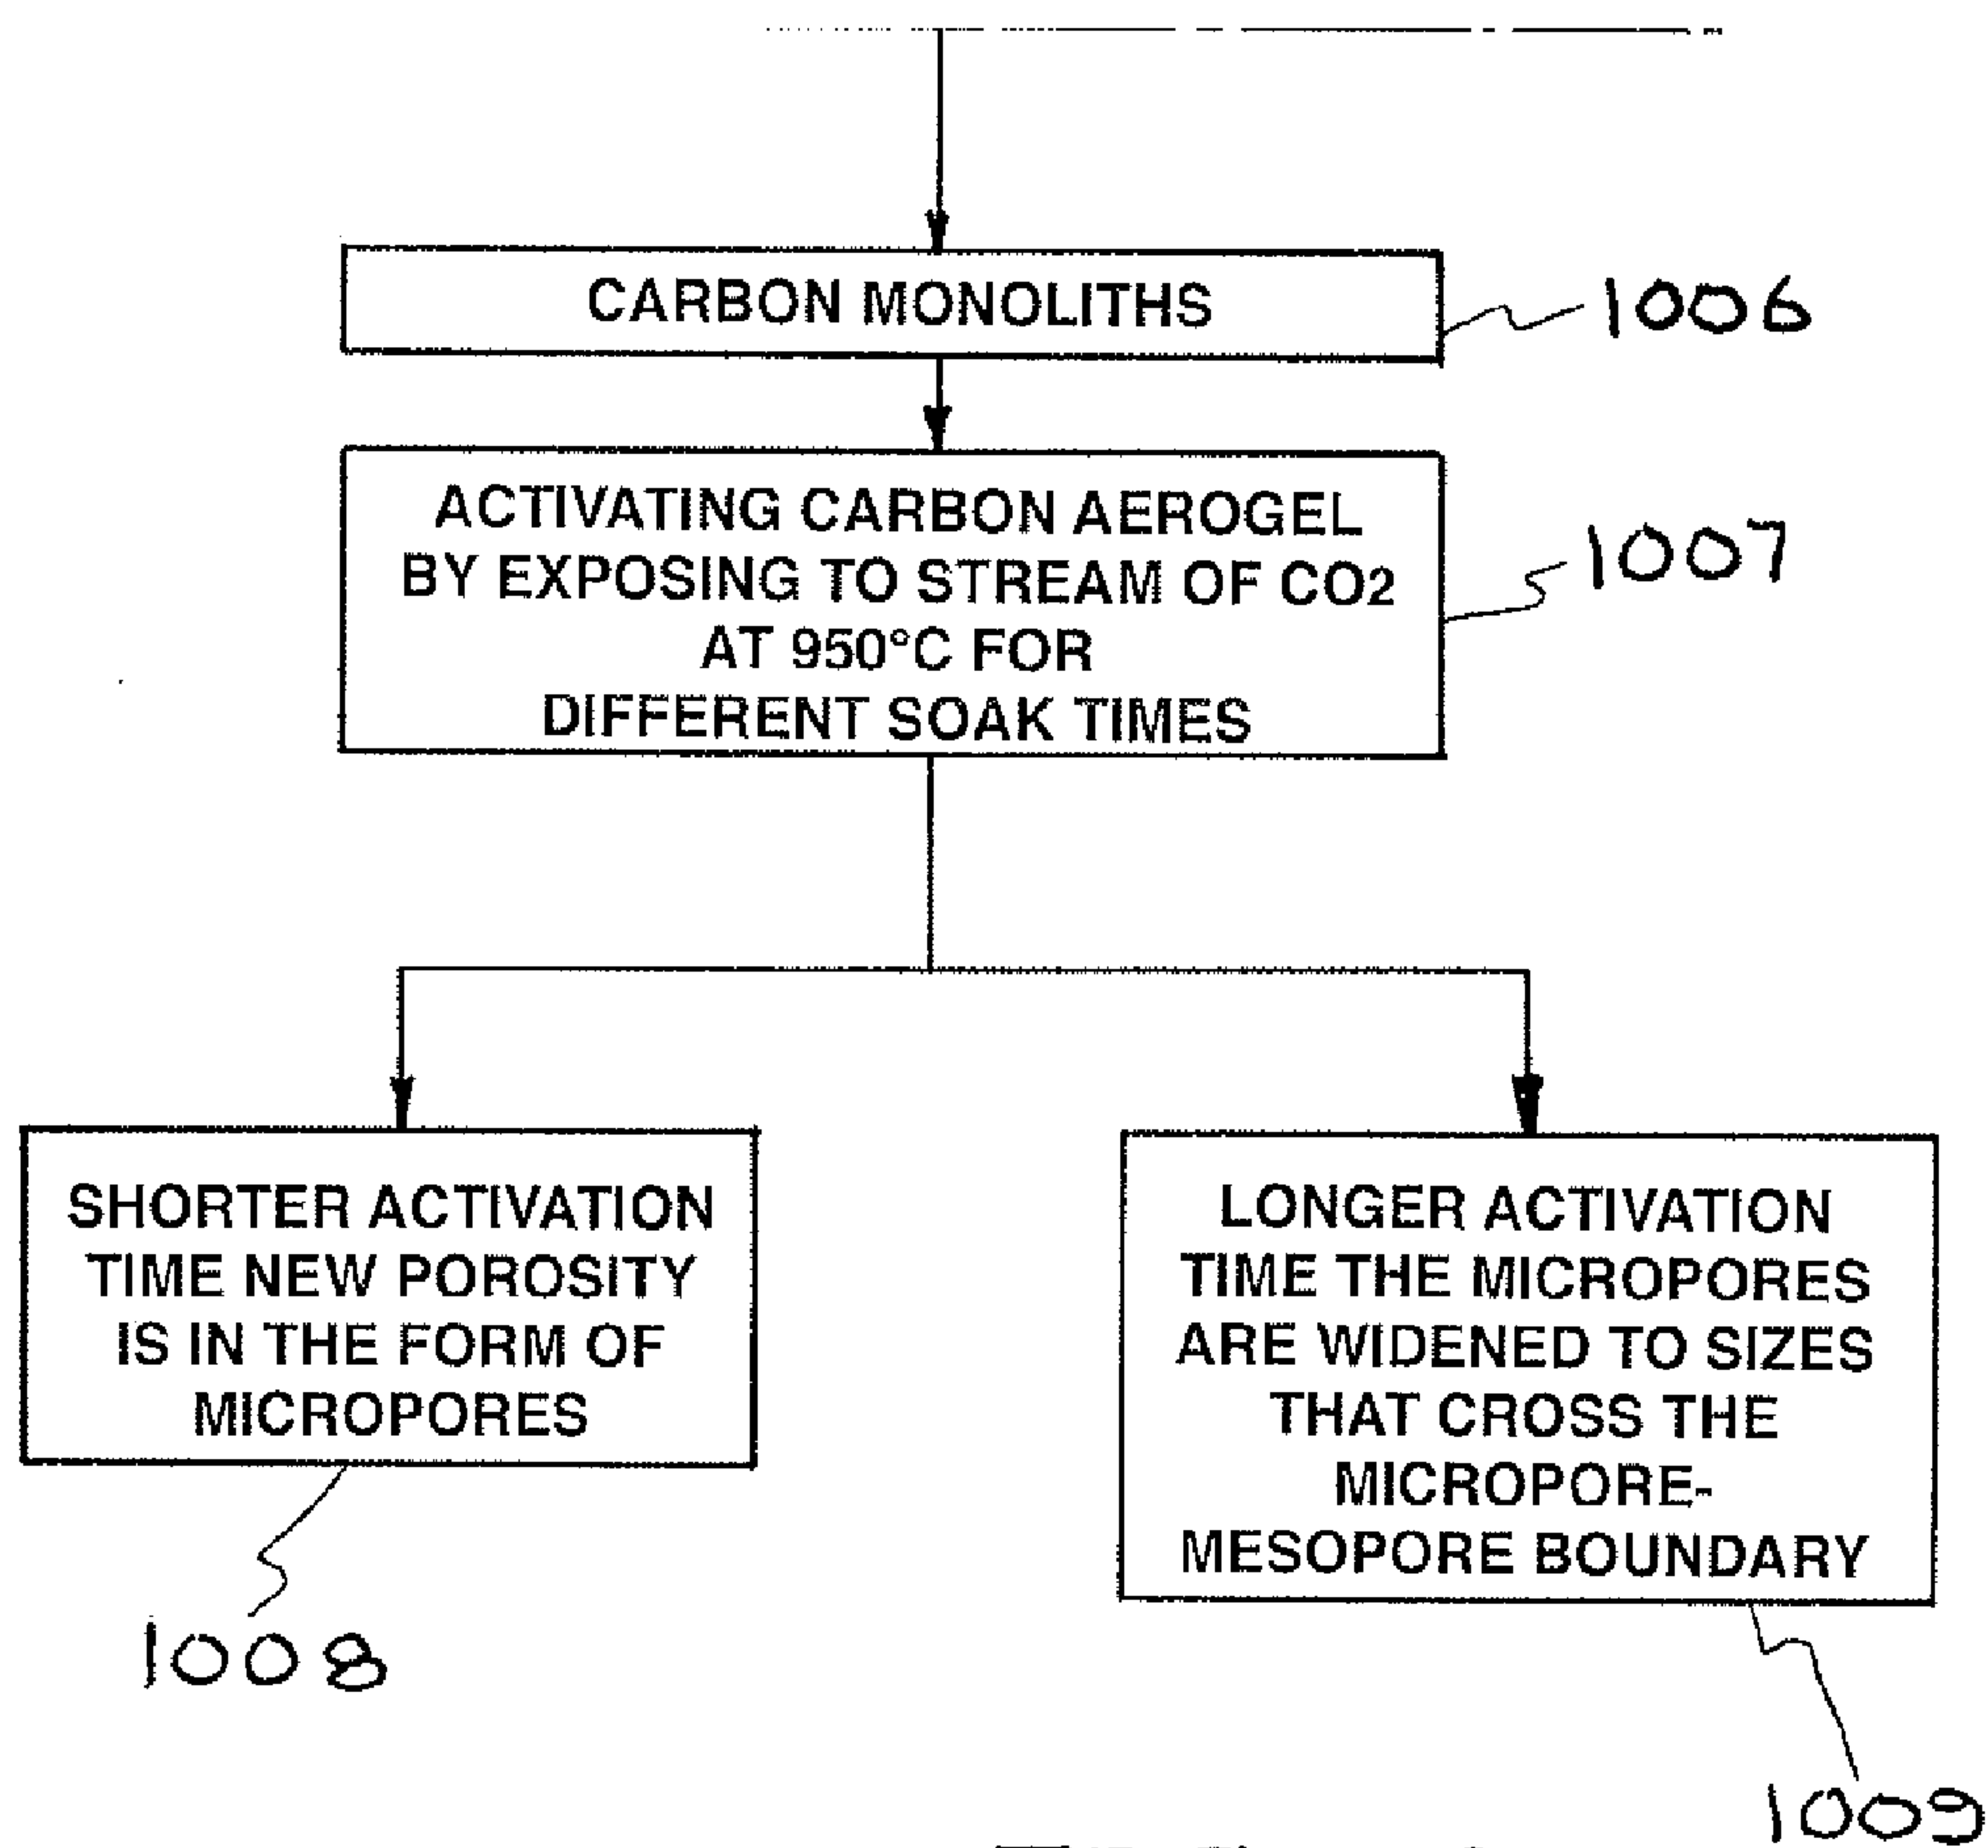 CARBON MONOLITHS
1006
ACTIVATING CARBON AEROGEL
BY EXPOSING TO STREAM OF CO2
AT 950°C FOR
DIFFERENT SOAK TIMES
1007
SHORTER ACTIVATION
TIME NEW POROSITY
IS IN THE FORM OF
MICROPORES
1008
LONGER ACTIVATION
TIME THE MICROPORES
ARE WIDENED TO SIZES
THAT CROSS THE
MICROPORE-
MESOPORE BOUNDARY
1009